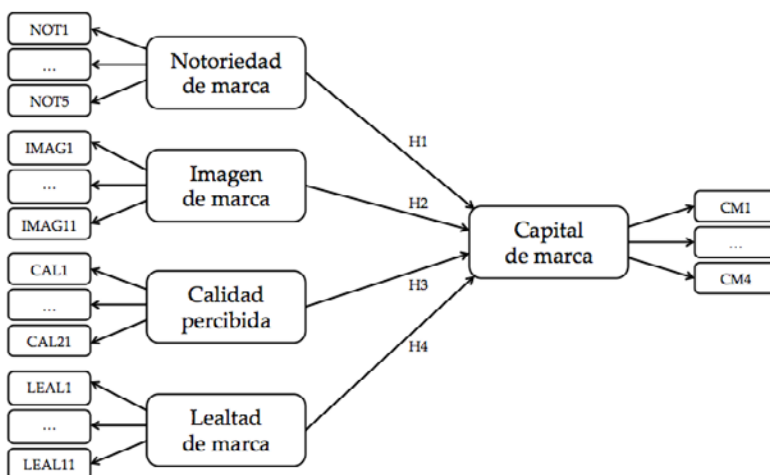 NOT1
...
NOT5
Notoriedad
de marca
H1
IMAG1
...
IMAG11
Imagen
de marca
H2
Capital
de marca
CM1
...
CM4
CAL1
...
CAL21
Calidad
percibida
H3
LEAL1
...
LEAL11
Lealtad
de marca
H4